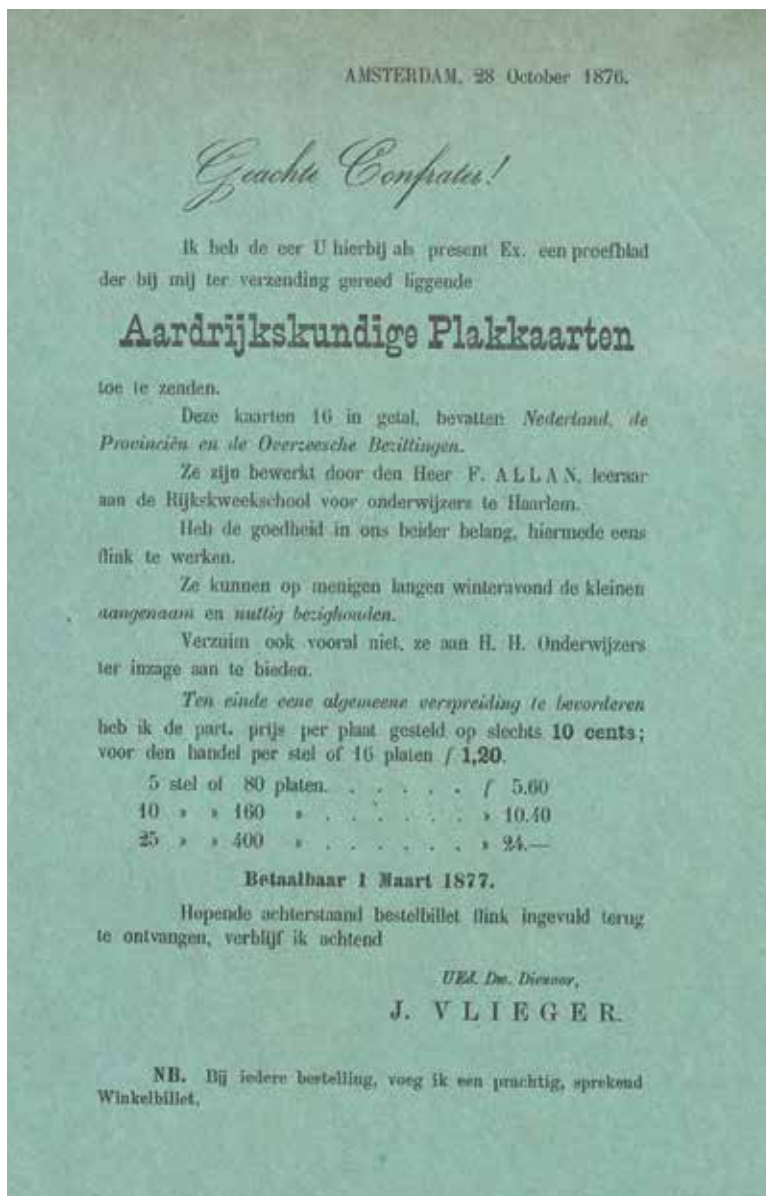 AMSTERDAM, 28 October 1876.
Geachte Confrater!
Ik heb de eer U hierbij als present Ex. een proefblad
der bij mij ter verzending gereed liggende
Aardrijkskundige Plakkaarten
toe te zenden.
Deze kaarten 16 in getal, bevatten Nederland, de
Provinciën en de Overzeesche Bezittingen.
Ze zijn bewerkt door den Heer F. ALLAN, leeraar
aan de Rijkskweekschool voor onderwijzers te Haarlem.
Heb de goedheid in ons beider belang, hiermede eens
flink te werken.
Ze kunnen op menigen langen winteravond de kleinen
aangenaam en nuttig bezighouden.
Verzuim ook vooral niet, ze aan H. H. Onderwijzers
ter inzage aan te bieden.
Ten einde eene algemeene verspreiding te bevorderen
heb ik de part. prijs per plaat gesteld op slechts 10 cents;
voor den handel per stel of 16 platen ƒ 1,20.
5 stel of 80 platen. . . . . . ƒ 5.60
10 » » 160 » . . . . . . » 10.40
25 » » 400 » . . . . . . » 24.—
Betaalbaar 1 Maart 1877.
Hopende achterstaand bestelbillet flink ingevuld terug
te ontvangen, verblijf ik achtend
UEd. Dw. Dienaar,
J. VLIEGER.
NB. Bij iedere bestelling, voeg ik een prachtig, sprekend
Winkelbillet.